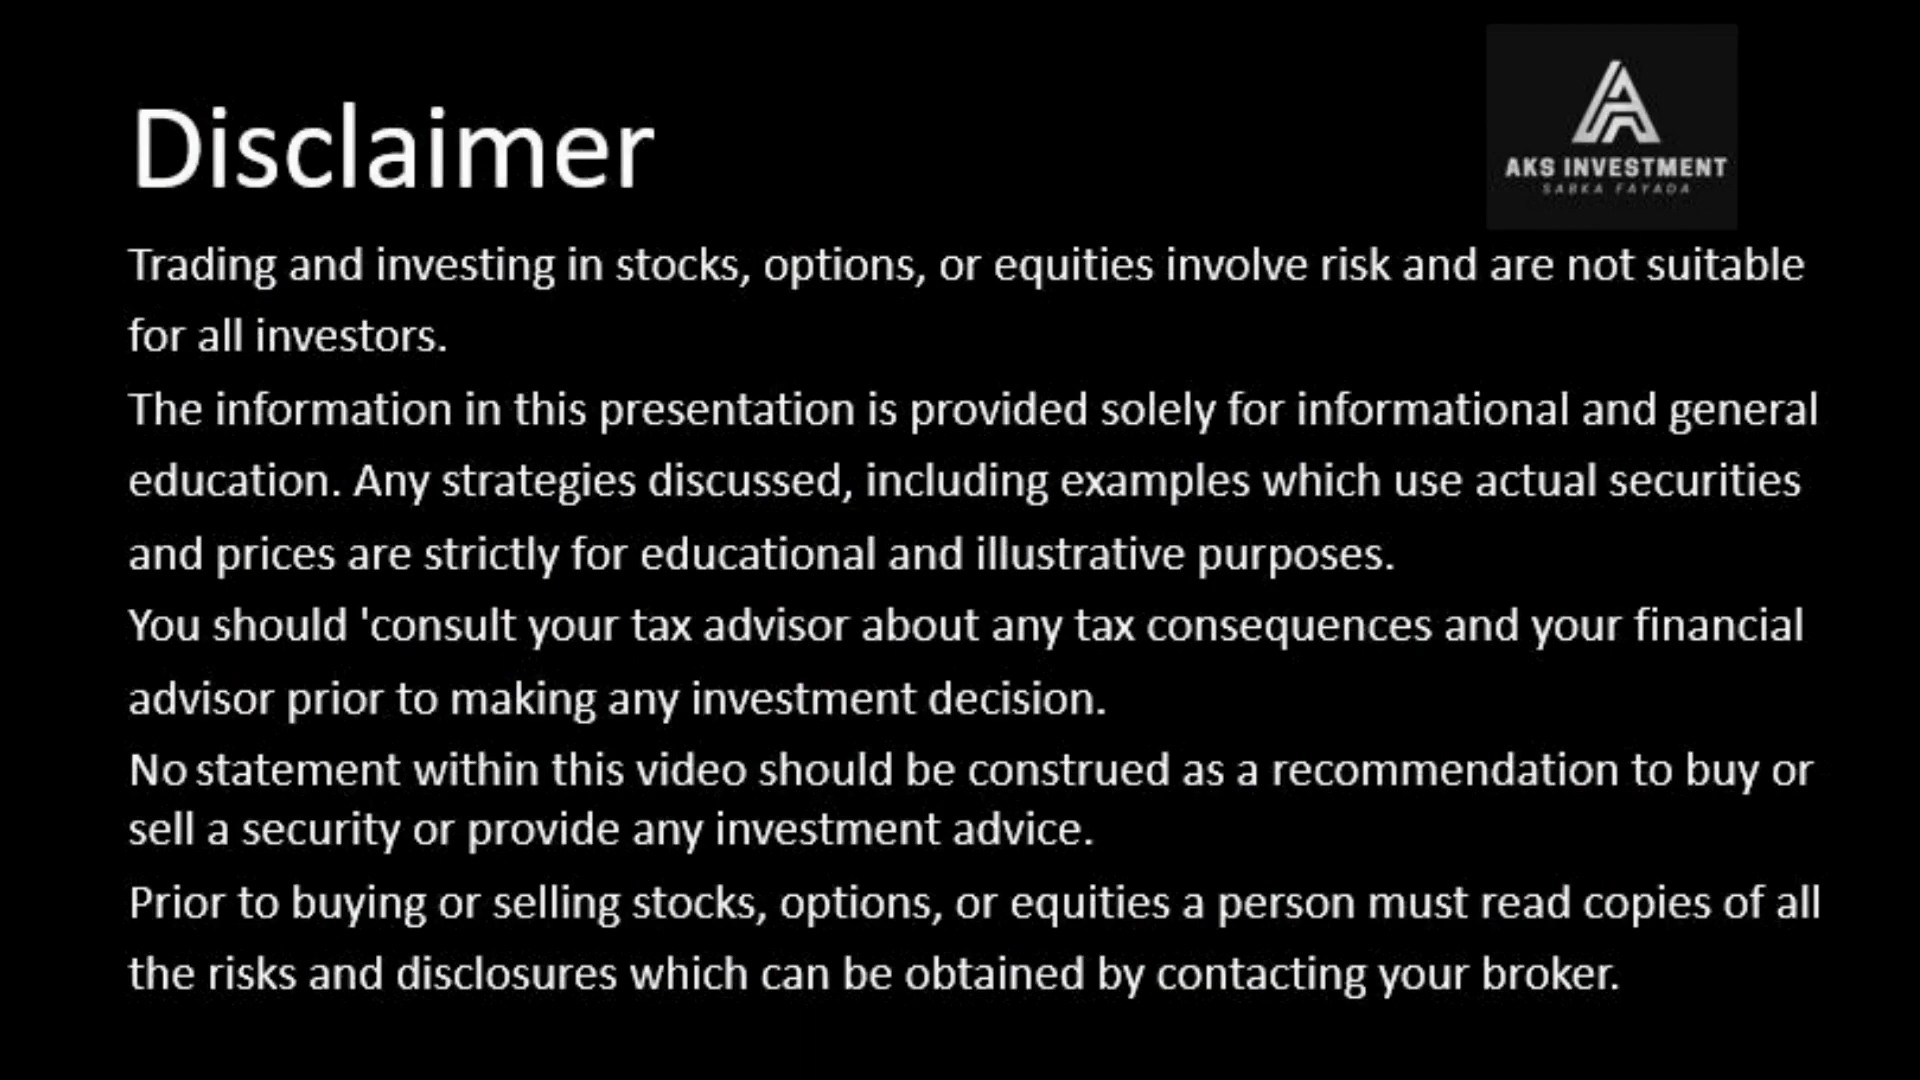 Disclaimer
AKS INVESTMENT
SABKA FAYADA
Trading and investing in stocks, options, or equities involve risk and are not suitable
for all investors.
The information in this presentation is provided solely for informational and general
education. Any strategies discussed, including examples which use actual securities
and prices are strictly for educational and illustrative purposes.
You should 'consult your tax advisor about any tax consequences and your financial
advisor prior to making any investment decision.
No statement within this video should be construed as a recommendation to buy or
sell a security or provide any investment advice.
Prior to buying or selling stocks, options, or equities a person must read copies of all
the risks and disclosures which can be obtained by contacting your broker.